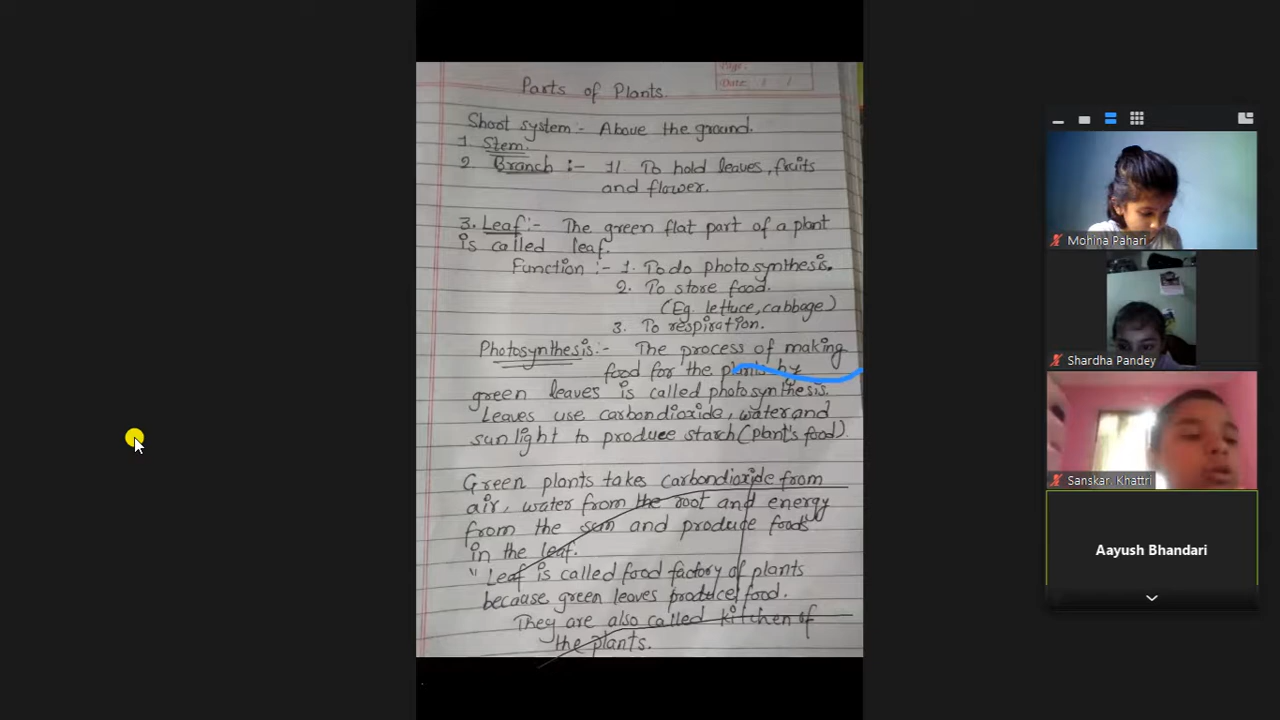 Page:
Date: / /
Parts of Plants.
Shoot system:- Above the ground.
1 Stem.
2 Branch :- 1/. To hold leaves, fruits
and flower.
3. Leaf:- The green flat part of a plant
is called leaf.
Function :- 1. To do photosynthesis.
2. To store food.
(Eg. lettuce, cabbage)
3. To respiration.
Photosynthesis:- The process of making
food for the plants by
green leaves is called photosynthesis.
Leaves use carbondioxide, water and
sunlight to produce starch (plant's food).
Green plants takes carbondioxide from
air, water from the root and energy
from the sun and produce foods
in the leaf.
" Leaf is called food factory of plants
because green leaves produce food.
They are also called kitchen of
the plants.
Mohina Pahari
Shardha Pandey
Sanskar Khattri
Aayush Bhandari